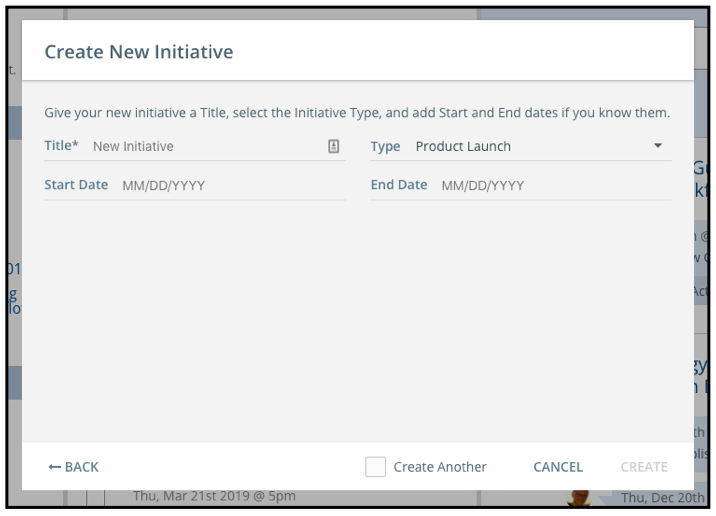 Create New Initiative
Give your new initiative a Title, select the Initiative Type, and add Start and End dates if you know them.
Title* New Initiative Type Product Launch
Start Date MM/DD/YYYY End Date MM/DD/YYYY
← BACK Create Another CANCEL CREATE
Thu, Mar 21st 2019 @ 5pm
Thu, Dec 20th